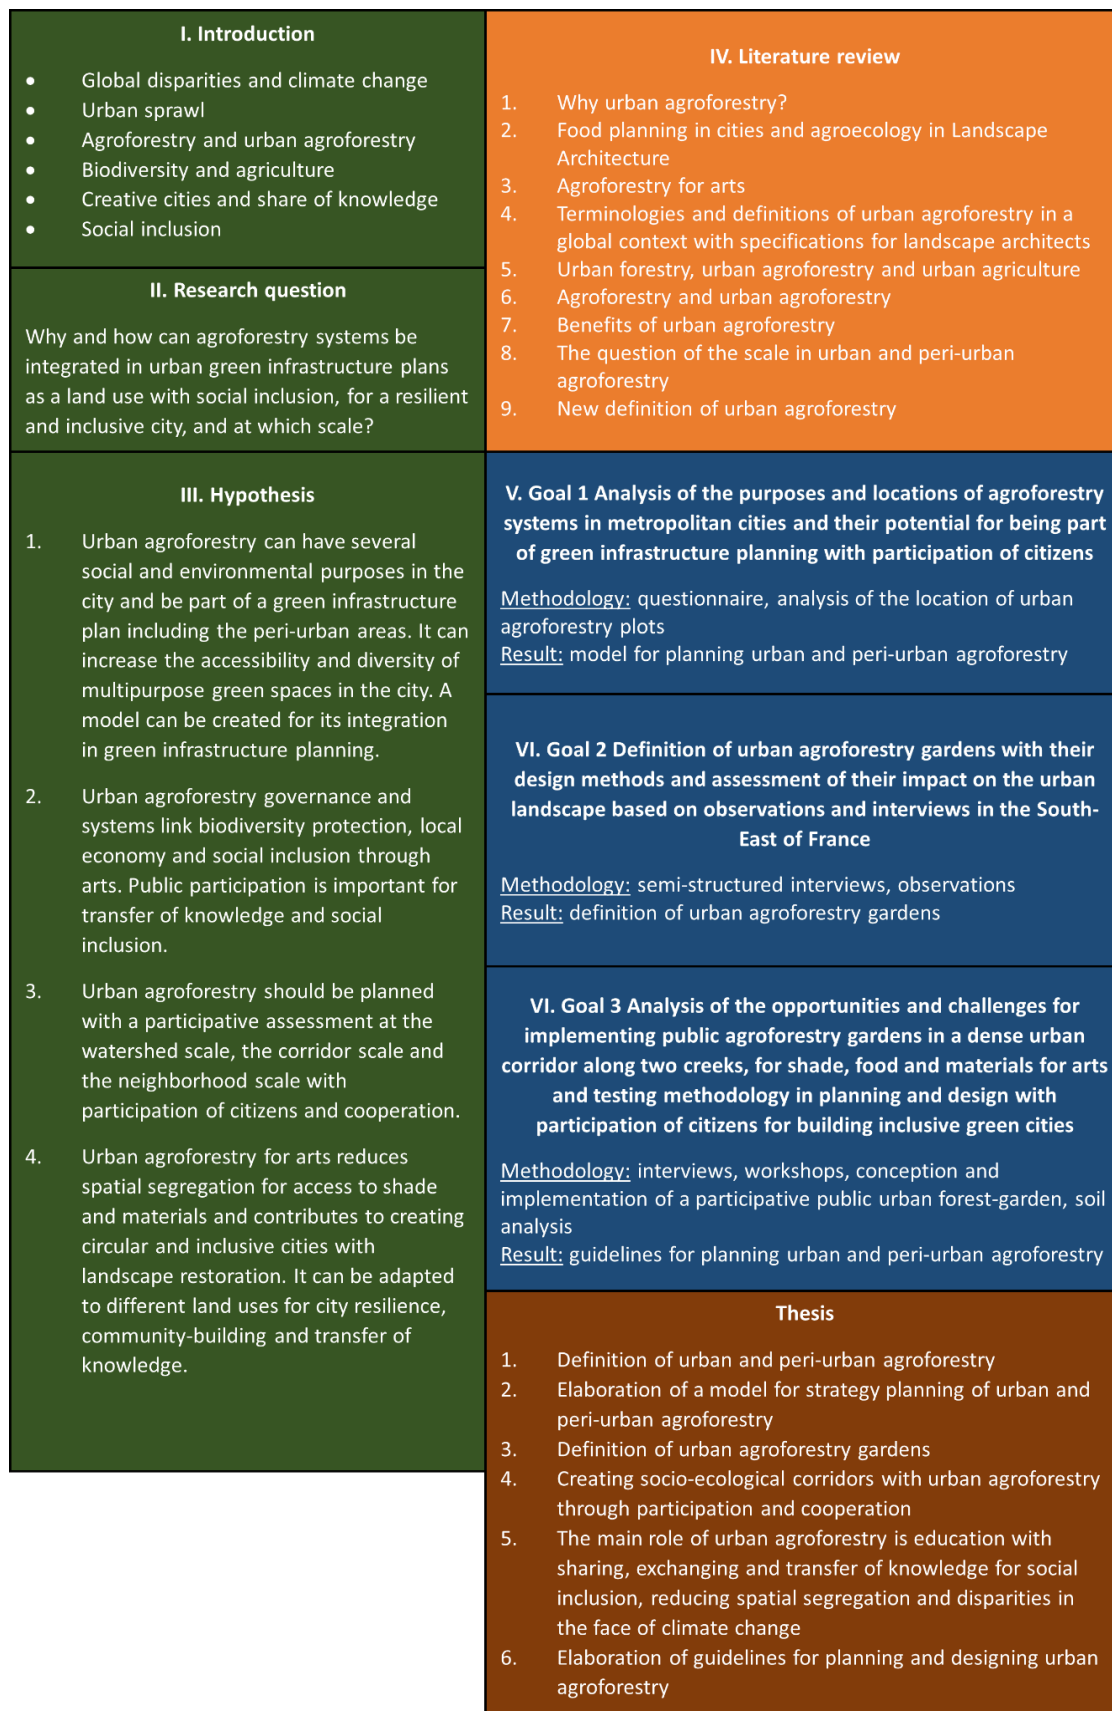 I. Introduction
• Global disparities and climate change
• Urban sprawl
• Agroforestry and urban agroforestry
• Biodiversity and agriculture
• Creative cities and share of knowledge
• Social inclusion
II. Research question
Why and how can agroforestry systems be
integrated in urban green infrastructure plans
as a land use with social inclusion, for a resilient
and inclusive city, and at which scale?
III. Hypothesis
1. Urban agroforestry can have several
social and environmental purposes in the
city and be part of a green infrastructure
plan including the peri-urban areas. It can
increase the accessibility and diversity of
multipurpose green spaces in the city. A
model can be created for its integration
in green infrastructure planning.
2. Urban agroforestry governance and
systems link biodiversity protection, local
economy and social inclusion through
arts. Public participation is important for
transfer of knowledge and social
inclusion.
3. Urban agroforestry should be planned
with a participative assessment at the
watershed scale, the corridor scale and
the neighborhood scale with
participation of citizens and cooperation.
4. Urban agroforestry for arts reduces
spatial segregation for access to shade
and materials and contributes to creating
circular and inclusive cities with
landscape restoration. It can be adapted
to different land uses for city resilience,
community-building and transfer of
knowledge.
IV. Literature review
1. Why urban agroforestry?
2. Food planning in cities and agroecology in Landscape
Architecture
3. Agroforestry for arts
4. Terminologies and definitions of urban agroforestry in a
global context with specifications for landscape architects
5. Urban forestry, urban agroforestry and urban agriculture
6. Agroforestry and urban agroforestry
7. Benefits of urban agroforestry
8. The question of the scale in urban and peri-urban
agroforestry
9. New definition of urban agroforestry
V. Goal 1 Analysis of the purposes and locations of agroforestry
systems in metropolitan cities and their potential for being part
of green infrastructure planning with participation of citizens
Methodology: questionnaire, analysis of the location of urban
agroforestry plots
Result: model for planning urban and peri-urban agroforestry
VI. Goal 2 Definition of urban agroforestry gardens with their
design methods and assessment of their impact on the urban
landscape based on observations and interviews in the South-
East of France
Methodology: semi-structured interviews, observations
Result: definition of urban agroforestry gardens
VI. Goal 3 Analysis of the opportunities and challenges for
implementing public agroforestry gardens in a dense urban
corridor along two creeks, for shade, food and materials for arts
and testing methodology in planning and design with
participation of citizens for building inclusive green cities
Methodology: interviews, workshops, conception and
implementation of a participative public urban forest-garden, soil
analysis
Result: guidelines for planning urban and peri-urban agroforestry
Thesis
1. Definition of urban and peri-urban agroforestry
2. Elaboration of a model for strategy planning of urban and
peri-urban agroforestry
3. Definition of urban agroforestry gardens
4. Creating socio-ecological corridors with urban agroforestry
through participation and cooperation
5. The main role of urban agroforestry is education with
sharing, exchanging and transfer of knowledge for social
inclusion, reducing spatial segregation and disparities in
the face of climate change
6. Elaboration of guidelines for planning and designing urban
agroforestry